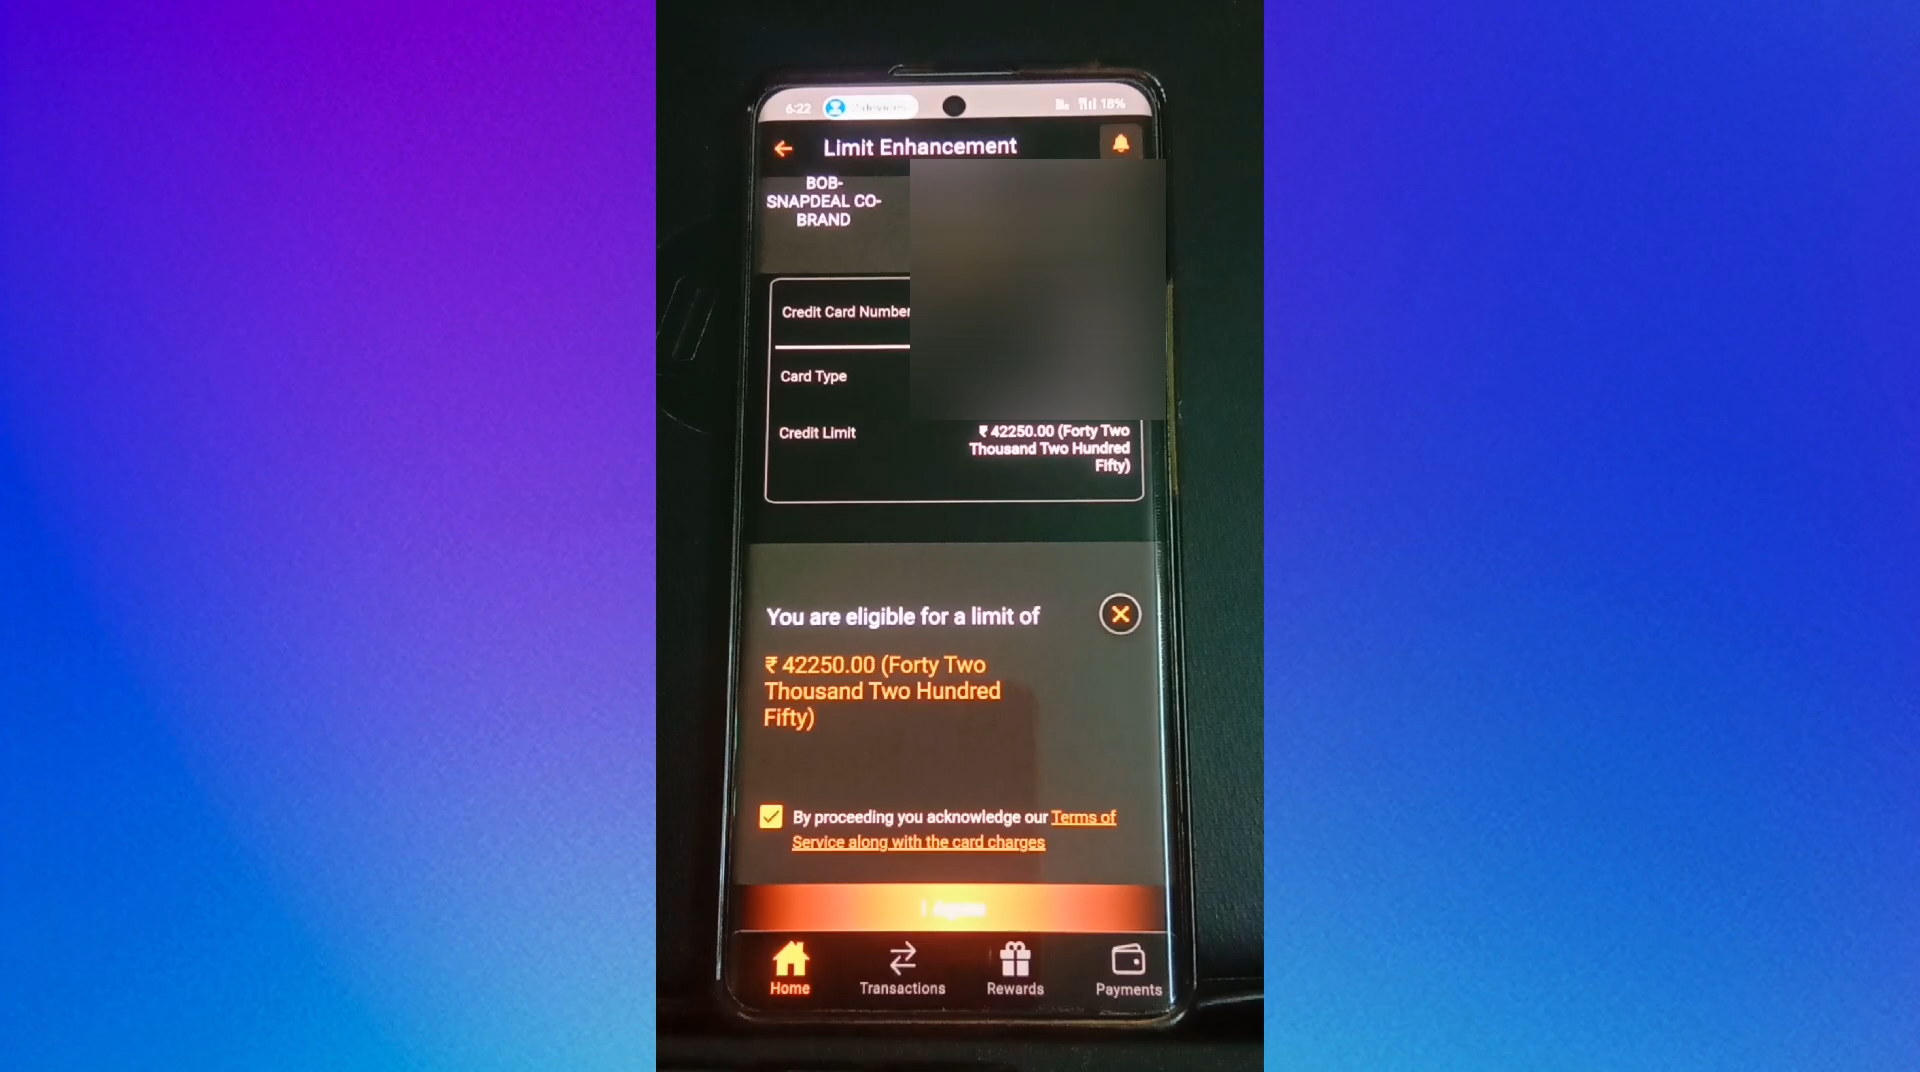 6:22
18%
Limit Enhancement
BOB-
SNAPDEAL CO-
BRAND
Credit Card Number
Card Type
Credit Limit
₹ 42250.00 (Forty Two
Thousand Two Hundred
Fifty)
You are eligible for a limit of
₹ 42250.00 (Forty Two
Thousand Two Hundred
Fifty)
By proceeding you acknowledge our Terms of
Service along with the card charges
I Agree
Home
Transactions
Rewards
Payments